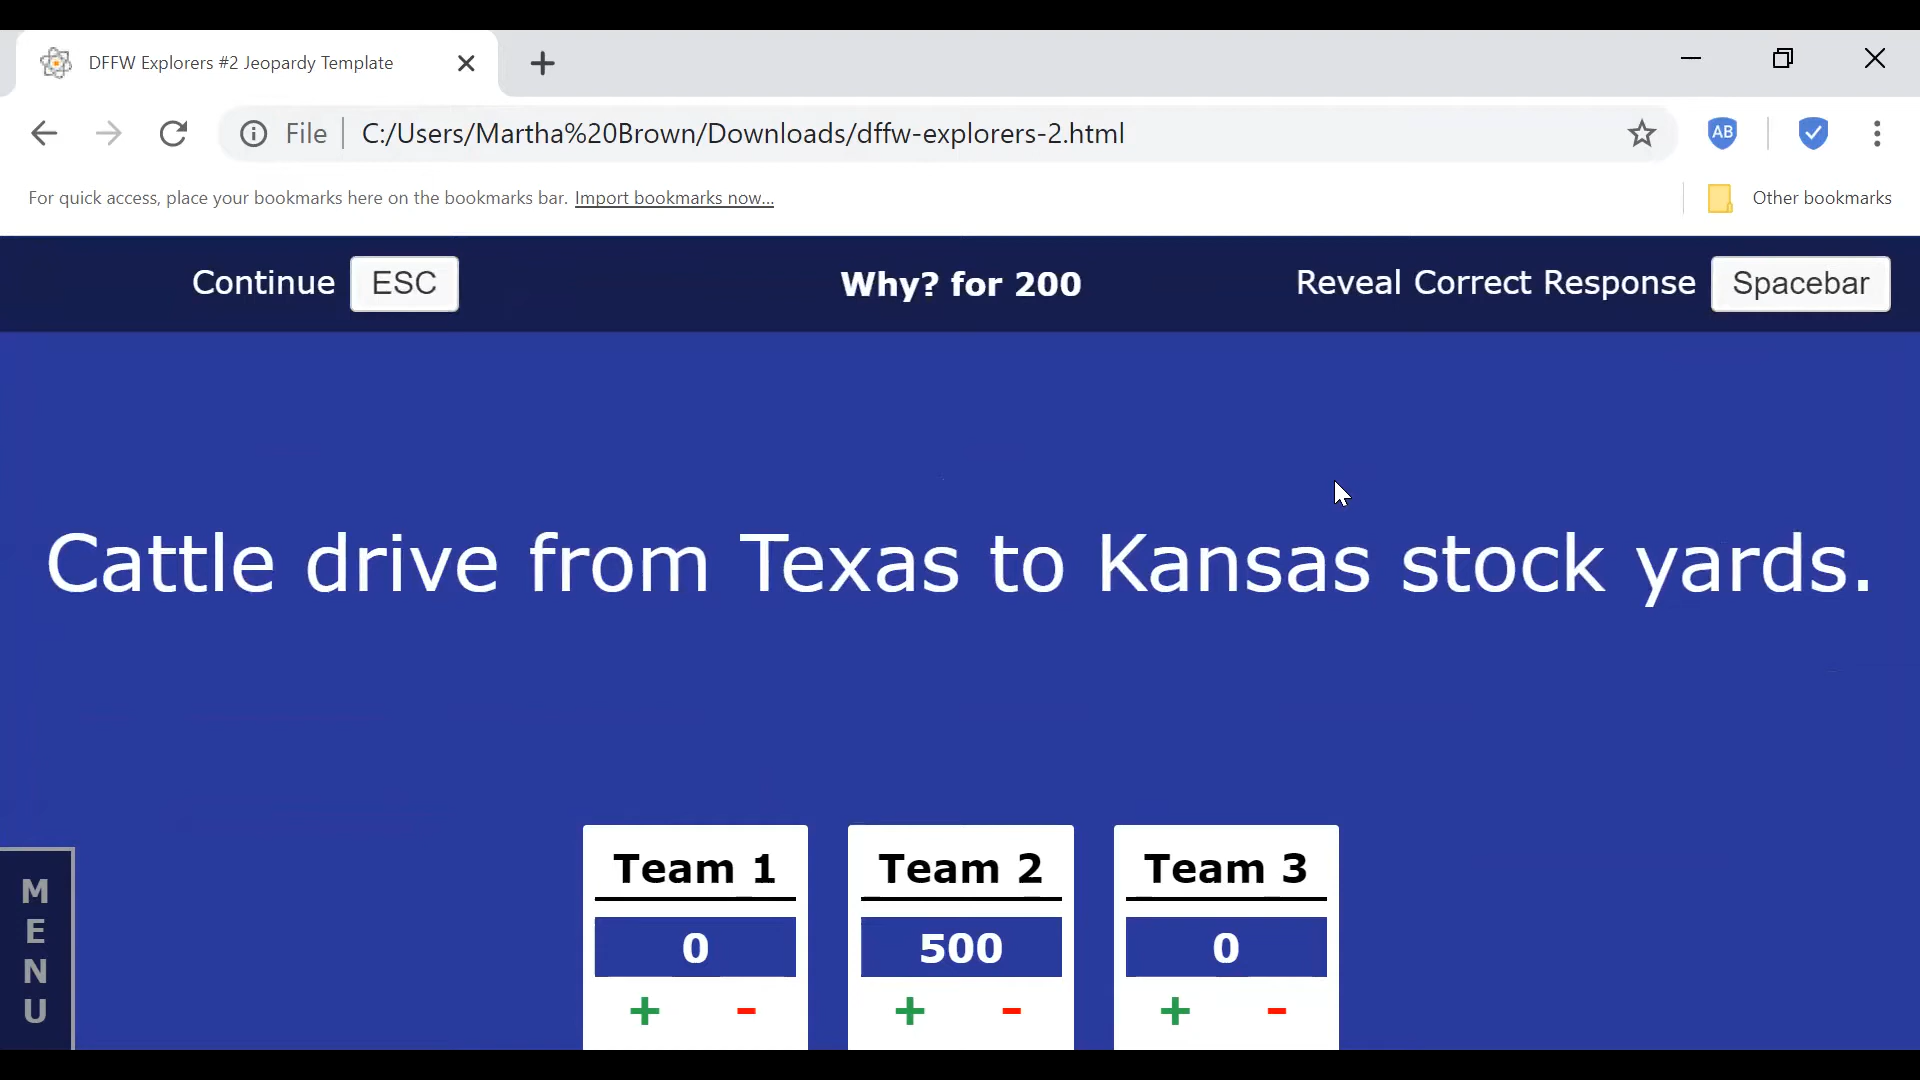 DFFW Explorers #2 Jeopardy Template
File C:/Users/Martha%20Brown/Downloads/dffw-explorers-2.html
AB
For quick access, place your bookmarks here on the bookmarks bar. Import bookmarks now...
Other bookmarks
Continue ESC
Why? for 200
Reveal Correct Response Spacebar
Cattle drive from Texas to Kansas stock yards.
MENU
Team 1 Team 2 Team 3
0 500 0
+ - + - + -